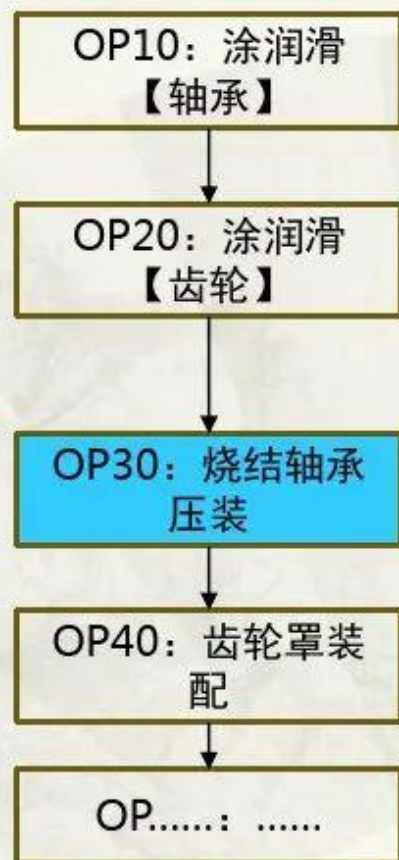 OP10：涂润滑
【轴承】
OP20：涂润滑
【齿轮】
OP30：烧结轴承
压装
OP40：齿轮罩装
配
OP......：......